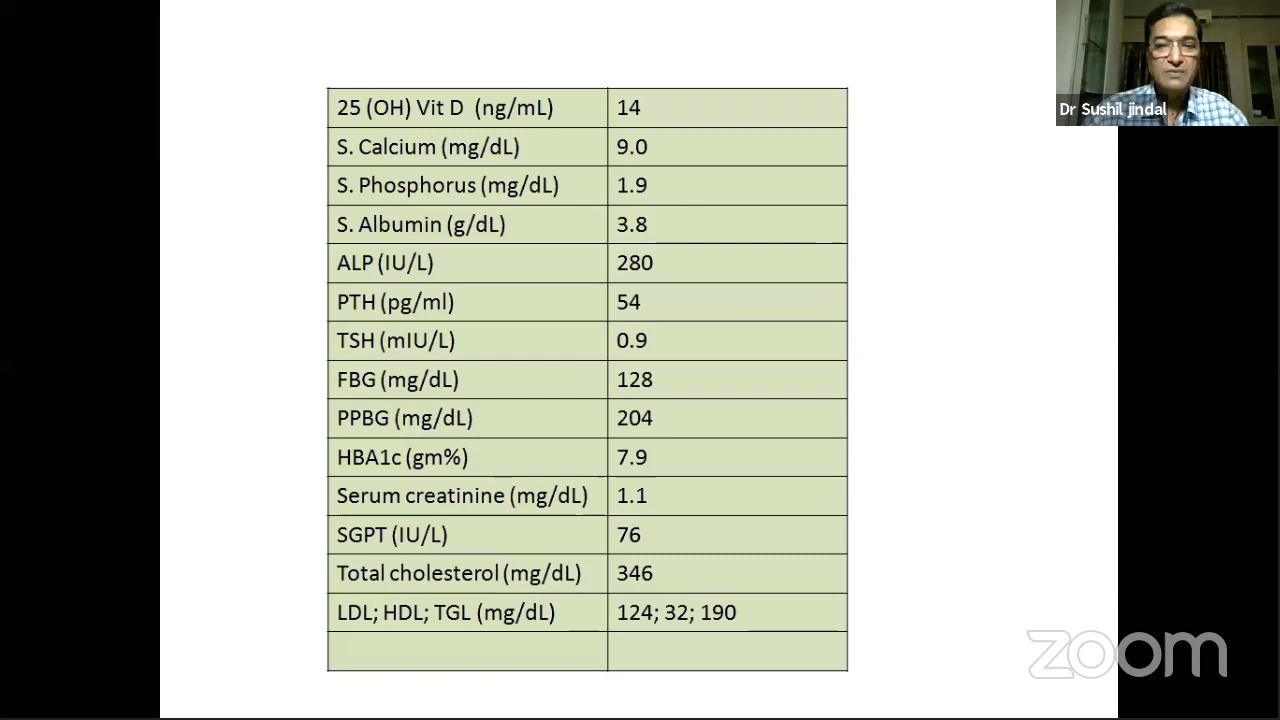 25 (OH) Vit D (ng/mL) 14
S. Calcium (mg/dL) 9.0
S. Phosphorus (mg/dL) 1.9
S. Albumin (g/dL) 3.8
ALP (IU/L) 280
PTH (pg/ml) 54
TSH (mIU/L) 0.9
FBG (mg/dL) 128
PPBG (mg/dL) 204
HBA1c (gm%) 7.9
Serum creatinine (mg/dL) 1.1
SGPT (IU/L) 76
Total cholesterol (mg/dL) 346
LDL; HDL; TGL (mg/dL) 124; 32; 190
Dr Sushil jindal
zoom